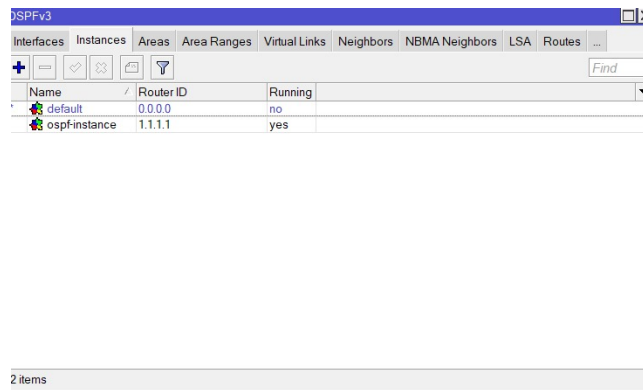 OSPFv3
Interfaces Instances Areas Area Ranges Virtual Links Neighbors NBMA Neighbors LSA Routes ...
Find
Name Router ID Running
* default 0.0.0.0 no
ospf-instance 1.1.1.1 yes
2 items